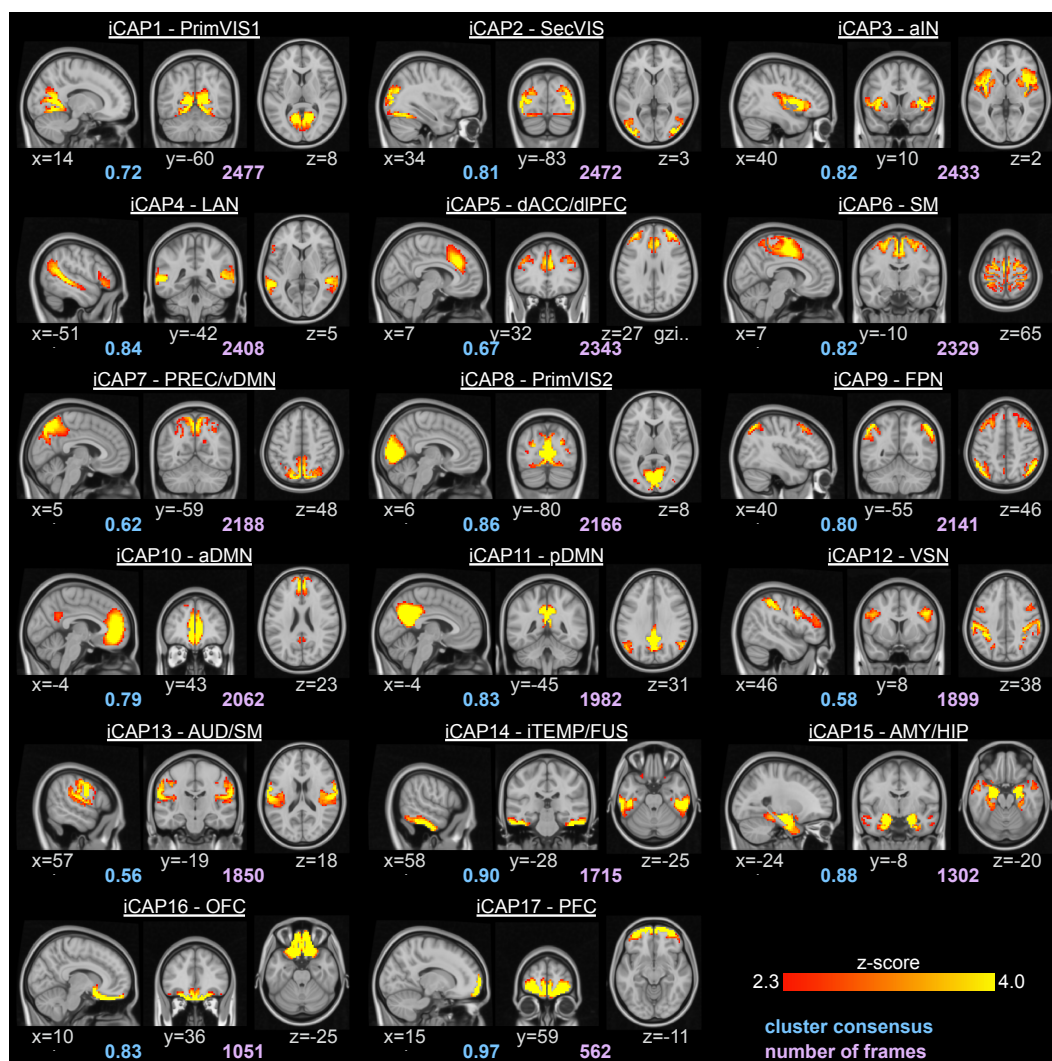 iCAP1 - PrimVIS1
iCAP2 - SecVIS
iCAP3 - aIN
x=14 y=-60 z=8
0.72 2477
x=34 y=-83 z=3
0.81 2472
x=40 y=10 z=2
0.82 2433
iCAP4 - LAN
iCAP5 - dACC/dlPFC
iCAP6 - SM
x=-51 y=-42 z=5
0.84 2408
x=7 y=32 z=27 gzi..
0.67 2343
x=7 y=-10 z=65
0.82 2329
iCAP7 - PREC/vDMN
iCAP8 - PrimVIS2
iCAP9 - FPN
x=5 y=-59 z=48
0.62 2188
x=6 y=-80 z=8
0.86 2166
x=40 y=-55 z=46
0.80 2141
iCAP10 - aDMN
iCAP11 - pDMN
iCAP12 - VSN
x=-4 y=43 z=23
0.79 2062
x=-4 y=-45 z=31
0.83 1982
x=46 y=8 z=38
0.58 1899
iCAP13 - AUD/SM
iCAP14 - iTEMP/FUS
iCAP15 - AMY/HIP
x=57 y=-19 z=18
0.56 1850
x=58 y=-28 z=-25
0.90 1715
x=-24 y=-8 z=-20
0.88 1302
iCAP16 - OFC
iCAP17 - PFC
x=10 y=36 z=-25
0.83 1051
x=15 y=59 z=-11
0.97 562
z-score
2.3 4.0
cluster consensus
number of frames